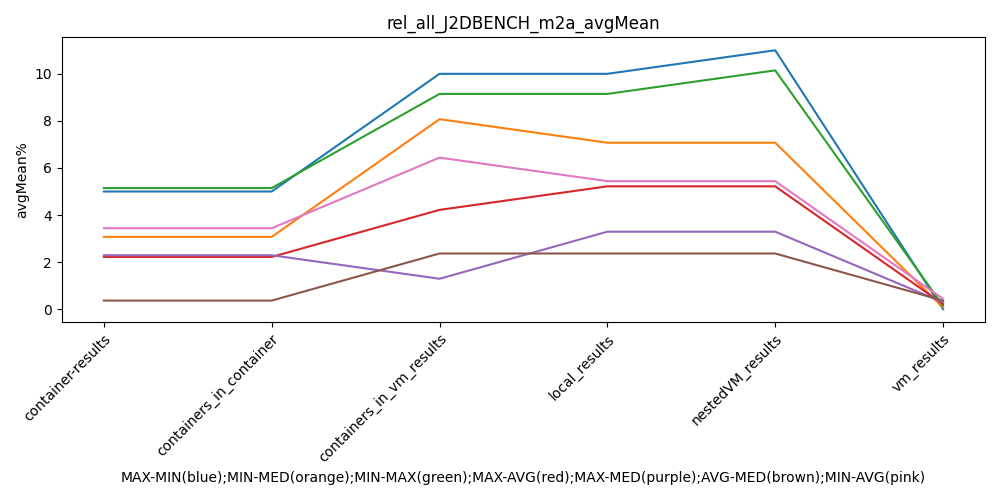 rel_all_J2DBENCH_m2a_avgMean
avgMean%
10
8
6
4
2
0
container-results
containers_in_container
containers_in_vm_results
local_results
nestedVM_results
vm_results
MAX-MIN(blue);MIN-MED(orange);MIN-MAX(green);MAX-AVG(red);MAX-MED(purple);AVG-MED(brown);MIN-AVG(pink)